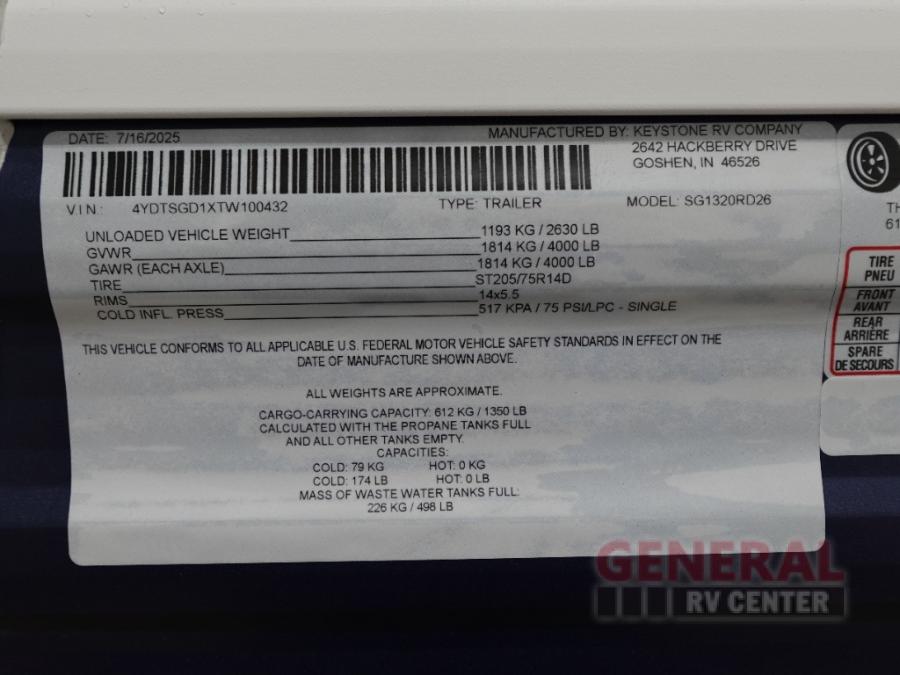 DATE: 7/16/2025
MANUFACTURED BY: KEYSTONE RV COMPANY
2642 HACKBERRY DRIVE
GOSHEN, IN 46526
V.I.N.: 4YDTSGD1XTW100432 TYPE: TRAILER MODEL: SG1320RD26
UNLOADED VEHICLE WEIGHT 1193 KG / 2630 LB
GVWR 1814 KG / 4000 LB
GAWR (EACH AXLE) 1814 KG / 4000 LB
TIRE ST205/75R14D
RIMS 14x5.5
COLD INFL. PRESS 517 KPA / 75 PSI/LPC - SINGLE
THIS VEHICLE CONFORMS TO ALL APPLICABLE U.S. FEDERAL MOTOR VEHICLE SAFETY STANDARDS IN EFFECT ON THE
DATE OF MANUFACTURE SHOWN ABOVE.
ALL WEIGHTS ARE APPROXIMATE.
CARGO-CARRYING CAPACITY: 612 KG / 1350 LB
CALCULATED WITH THE PROPANE TANKS FULL
AND ALL OTHER TANKS EMPTY.
CAPACITIES:
COLD: 79 KG HOT: 0 KG
COLD: 174 LB HOT: 0 LB
MASS OF WASTE WATER TANKS FULL:
226 KG / 498 LB
TIRE
PNEU
FRONT
AVANT
REAR
ARRIÈRE
SPARE
DE SECOURS
GENERAL
RV CENTER